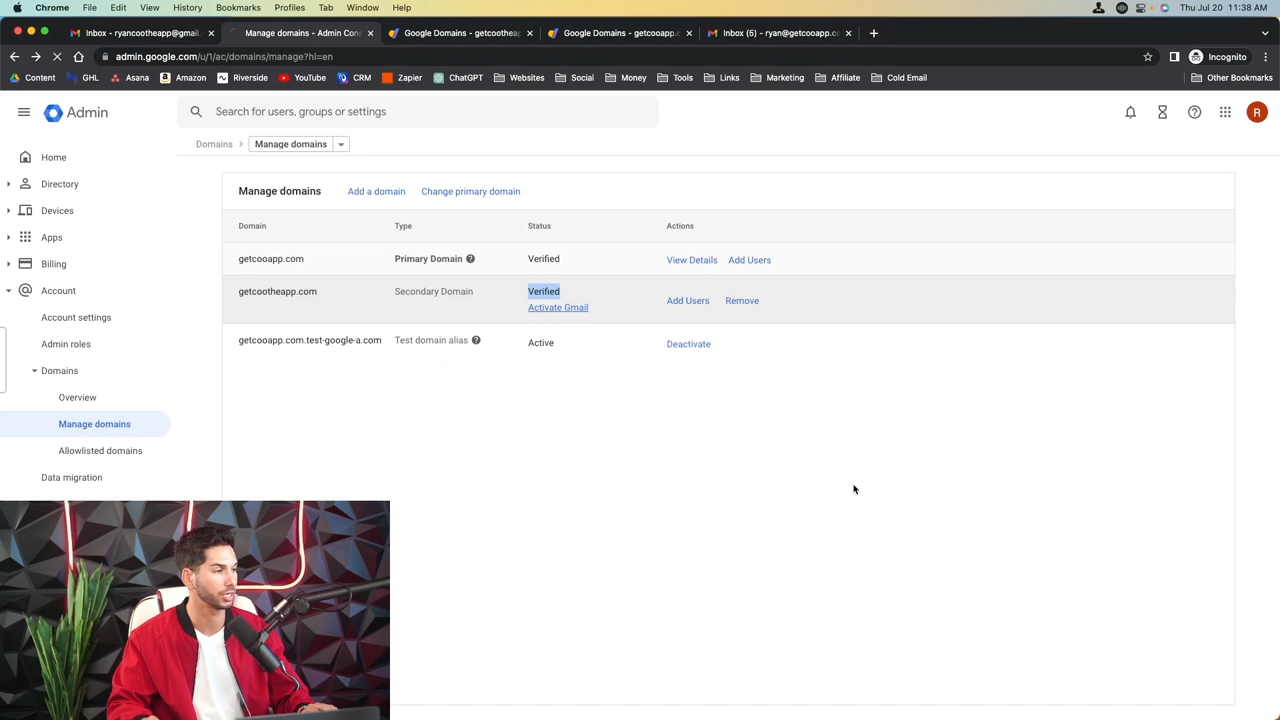 Chrome File Edit View History Bookmarks Profiles Tab Window Help Thu Jul 20 11:38 AM
Inbox - ryancootheapp@gmail. Manage domains - Admin Cons Google Domains - getcootheap Google Domains - getcooapp.c Inbox (5) - ryan@getcooapp.co
admin.google.com/u/1/ac/domains/manage?hl=en Incognito
Content GHL Asana Amazon Riverside YouTube CRM Zapier ChatGPT Websites Social Money Tools Links Marketing Affiliate Cold Email Other Bookmarks
Admin Search for users, groups or settings R
Domains > Manage domains
Home
Directory
Devices
Apps
Billing
Account
Account settings
Admin roles
Domains
Overview
Manage domains
Allowlisted domains
Data migration
Manage domains Add a domain Change primary domain
Domain Type Status Actions
getcooapp.com Primary Domain Verified View Details Add Users
getcootheapp.com Secondary Domain Verified Add Users Remove
Activate Gmail
getcooapp.com.test-google-a.com Test domain alias Active Deactivate